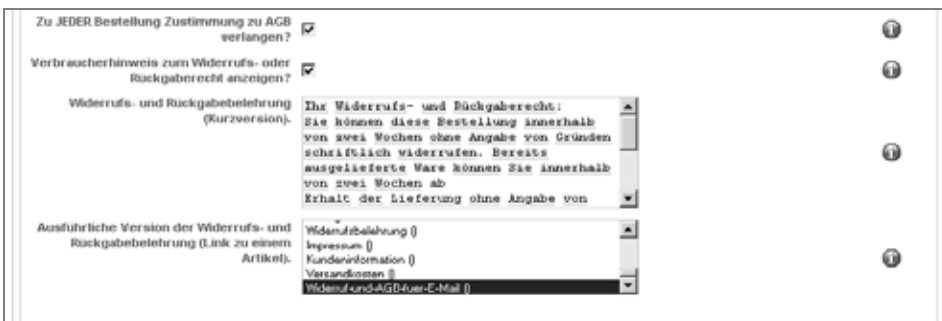 Zu JEDER Bestellung Zustimmung zu AGB
verlangen?
Verbraucherhinweis zum Widerrufs- oder
Rückgaberecht anzeigen?
Widerrufs- und Rückgabebelehrung
(Kurzversion).
Ihr Widerrufs- und Rückgaberecht:
Sie können diese Bestellung innerhalb
von zwei Wochen ohne Angabe von Gründen
schriftlich widerrufen. Bereits
ausgelieferte Ware können Sie innerhalb
von zwei Wochen ab
Erhalt der Lieferung ohne Angabe von
Ausführliche Version der Widerrufs- und
Rückgabebelehrung (Link zu einem
Artikel).
Widerrufsbelehrung ()
Impressum ()
Kundeninformation ()
Versandkosten ()
Widerruf-und-AGB-fuer-E-Mail ()